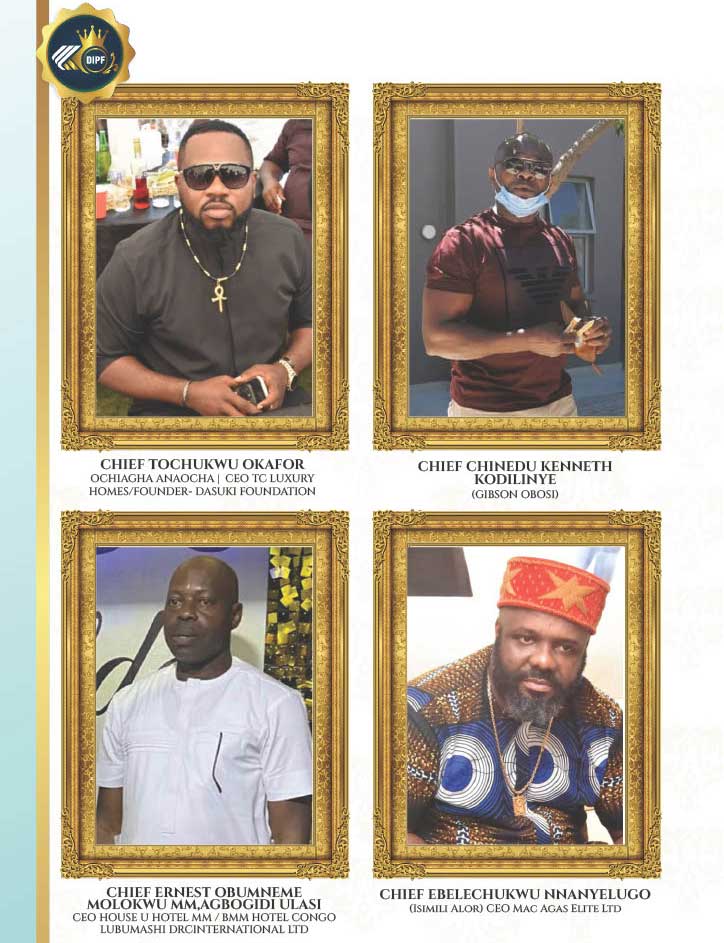 DIPF
CHIEF TOCHUKWU OKAFOR
OCHIAGHA ANAOCHA | CEO TC LUXURY
HOMES/FOUNDER- DASUKI FOUNDATION
CHIEF CHINEDU KENNETH
KODILINYE
(GIBSON OBOSI)
CHIEF ERNEST OBUMNEME
MOLOKWU MM,AGBOGIDI ULASI
CEO HOUSE U HOTEL MM / BMM HOTEL CONGO
LUBUMASHI DRCINTERNATIONAL LTD
CHIEF EBELECHUKWU NNANYELUGO
(ISIMILI ALOR) CEO MAC AGAS ELITE LTD